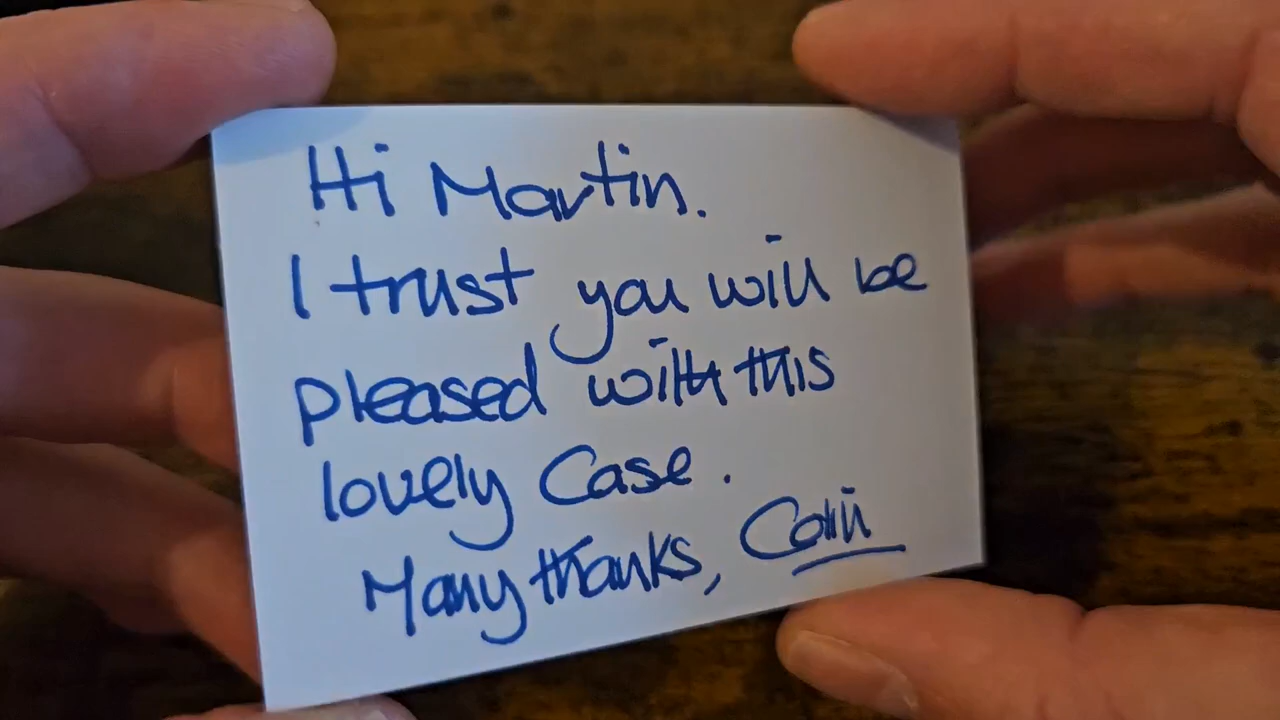 Hi Martin.
I trust you will be
pleased with this
lovely Case.
Many thanks, Colin